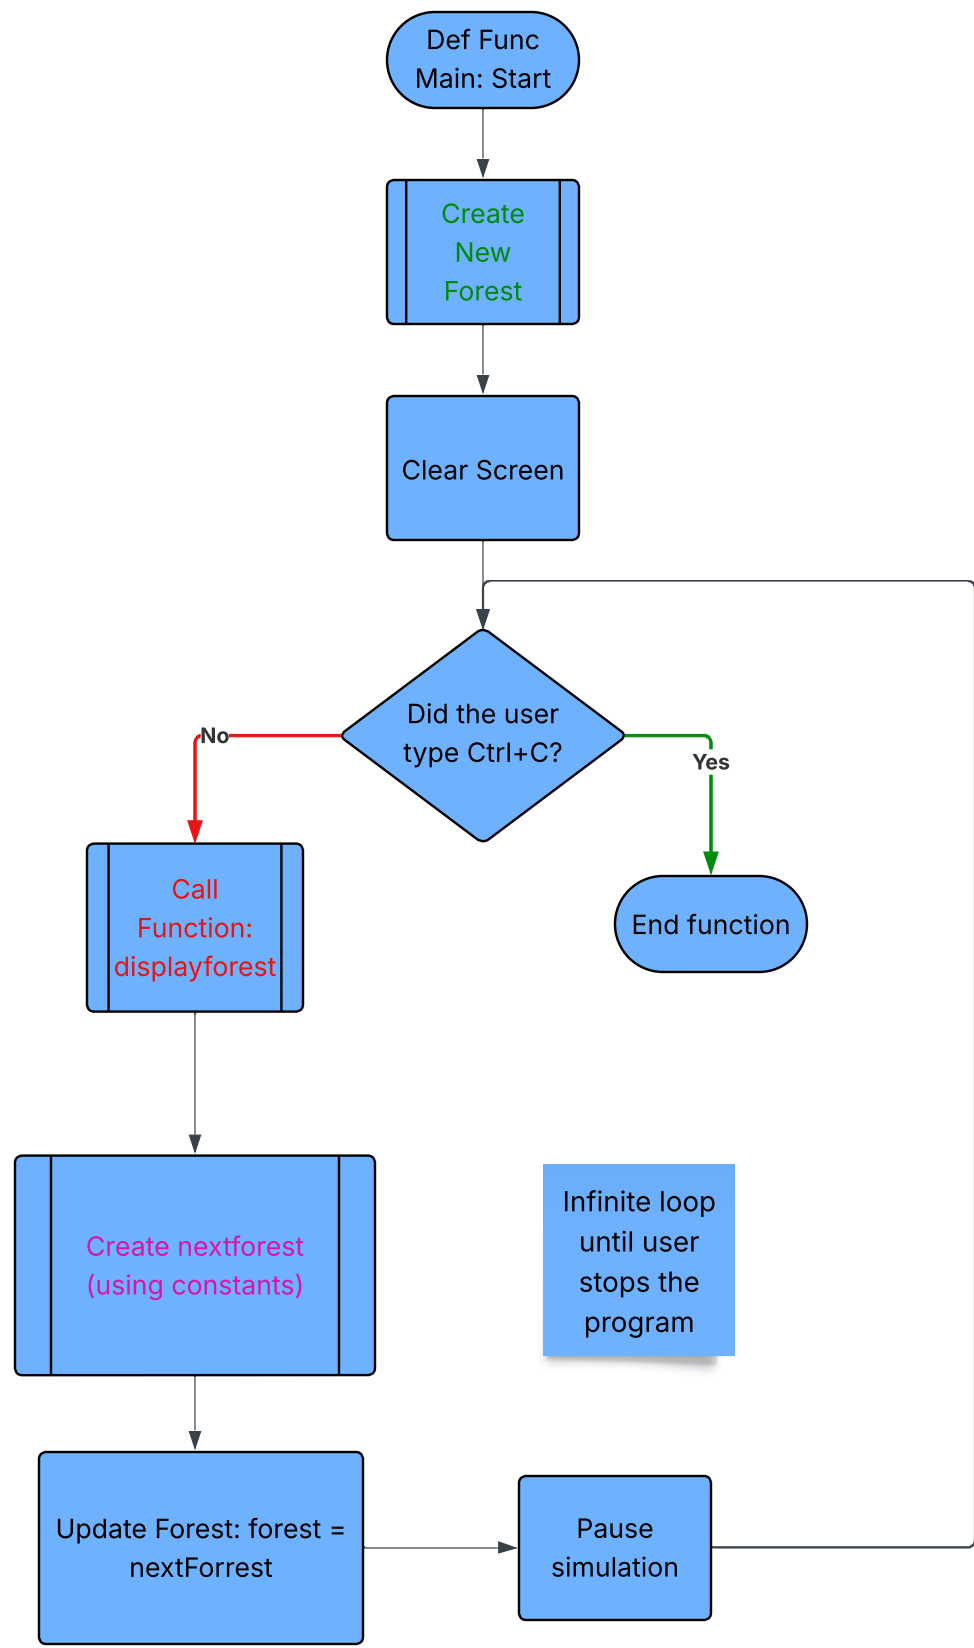 Def Func
Main: Start
Create
New
Forest
Clear Screen
Did the user
type Ctrl+C?
No
Yes
Call
Function:
displayforest
End function
Create nextforest
(using constants)
Infinite loop
until user
stops the
program
Update Forest: forest =
nextForrest
Pause
simulation